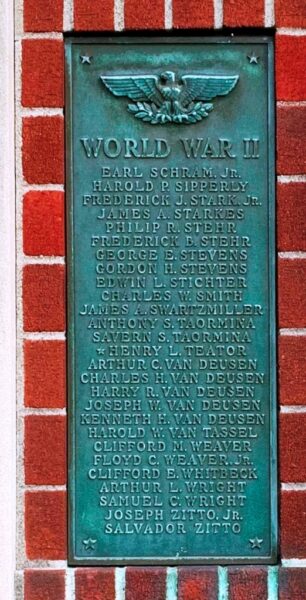 WORLD WAR II
EARL SCHRAM, Jr.
HAROLD P. SIPPERLY
FREDERICK J. STARK, Jr.
JAMES A. STARKES
PHILIP R. STEHR
FREDERICK B. STEHR
GEORGE E. STEVENS
GORDON H. STEVENS
EDWIN L. STICHTER
CHARLES W. SMITH
JAMES A. SWARTZMILLER
ANTHONY S. TAORMINA
SAVERN S. TAORMINA
★HENRY L. TEATOR
ARTHUR C. VAN DEUSEN
CHARLES H. VAN DEUSEN
HARRY R. VAN DEUSEN
JOSEPH W. VAN DEUSEN
KENNETH H. VAN DEUSEN
HAROLD W. VAN TASSEL
CLIFFORD M. WEAVER
FLOYD C. WEAVER, Jr.
CLIFFORD E. WHITBECK
ARTHUR L. WRIGHT
SAMUEL C. WRIGHT
JOSEPH ZITTO, JR.
SALVADOR ZITTO